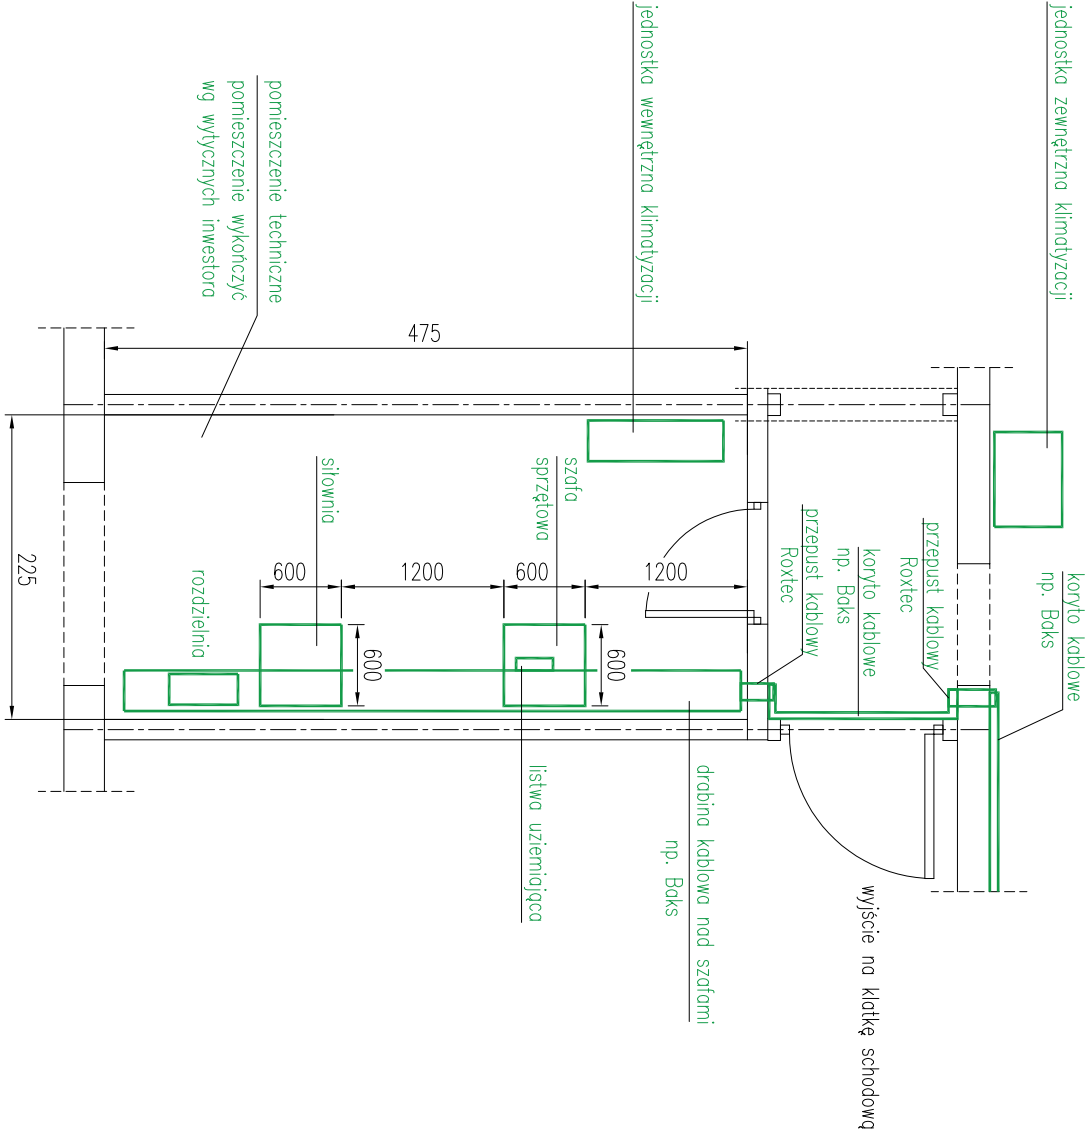 jednostka zewnętrzna klimatyzacji
koryto kablowe
np. Baks
przepust kablowy
Roxtec
koryto kablowe
np. Baks
przepust kablowy
Roxtec
wyjście na klatkę schodową
jednostka wewnętrzna klimatyzacji
drabina kablowa nad szafami
np. Baks
szafa
sprzętowa
listwa uziemiająca
siłownia
rozdzielnia
pomieszczenie techniczne
pomieszczenie wykończyć
wg wytycznych inwestora
475
225
600
1200
600
1200
600
600